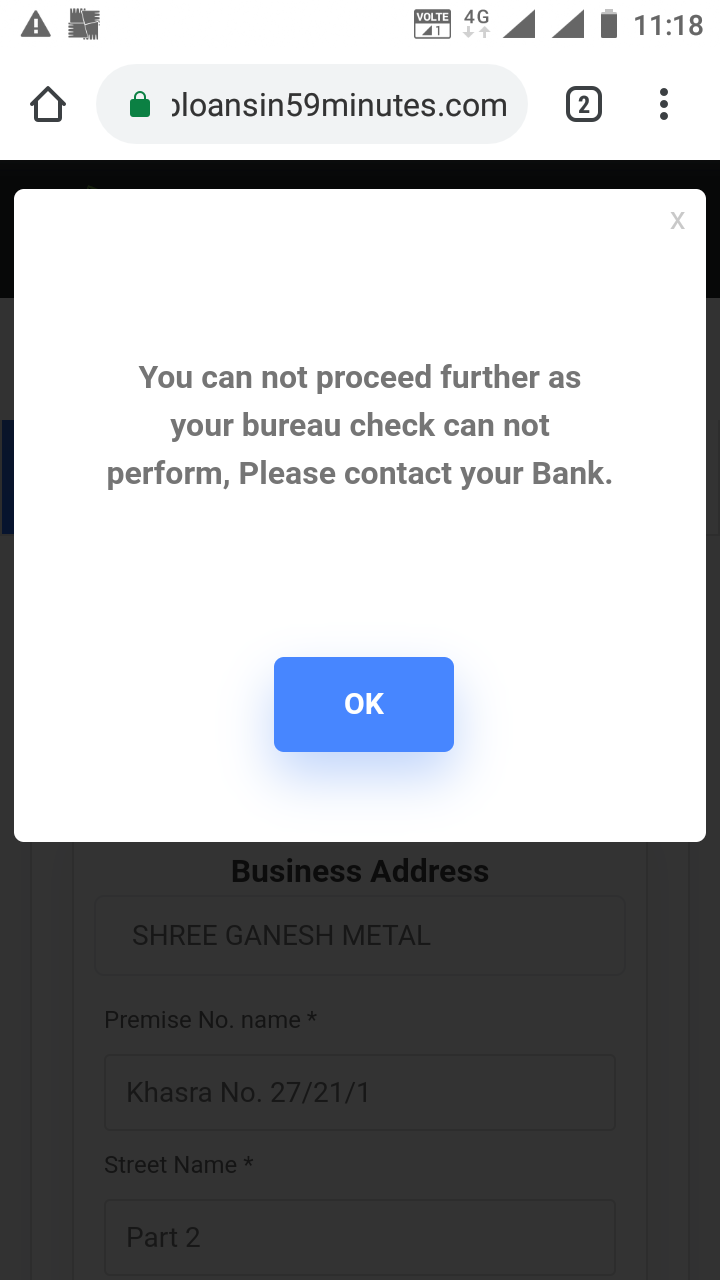 VOLTE
1
4G
11:18
loansin59minutes.com
2
X
You can not proceed further as
your bureau check can not
perform, Please contact your Bank.
OK
Business Address
SHREE GANESH METAL
Premise No. name *
Khasra No. 27/21/1
Street Name *
Part 2